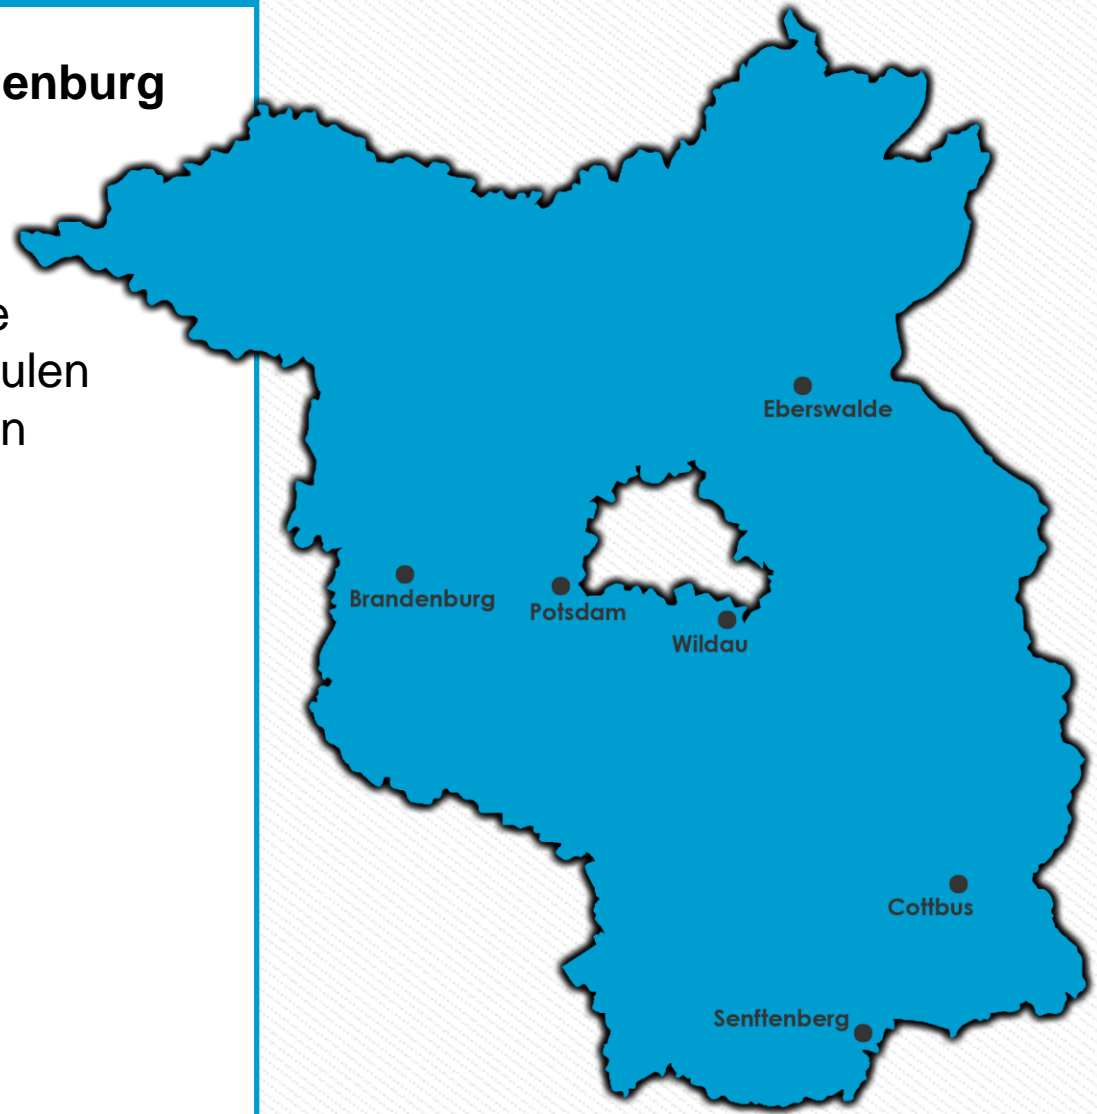 enburg
e
ulen
n
Eberswalde
Brandenburg
Potsdam
Wildau
Cottbus
Senftenberg